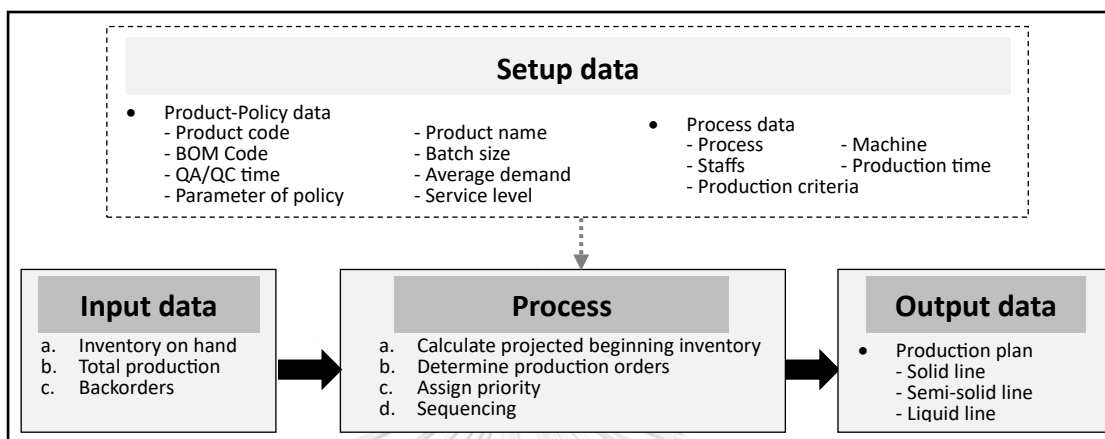 Setup data
• Product-Policy data
- Product code
- BOM Code
- QA/QC time
- Parameter of policy
- Product name
- Batch size
- Average demand
- Service level
• Process data
- Process
- Machine
- Staffs
- Production time
- Production criteria
Input data
a. Inventory on hand
b. Total production
c. Backorders
Process
a. Calculate projected beginning inventory
b. Determine production orders
c. Assign priority
d. Sequencing
Output data
• Production plan
- Solid line
- Semi-solid line
- Liquid line